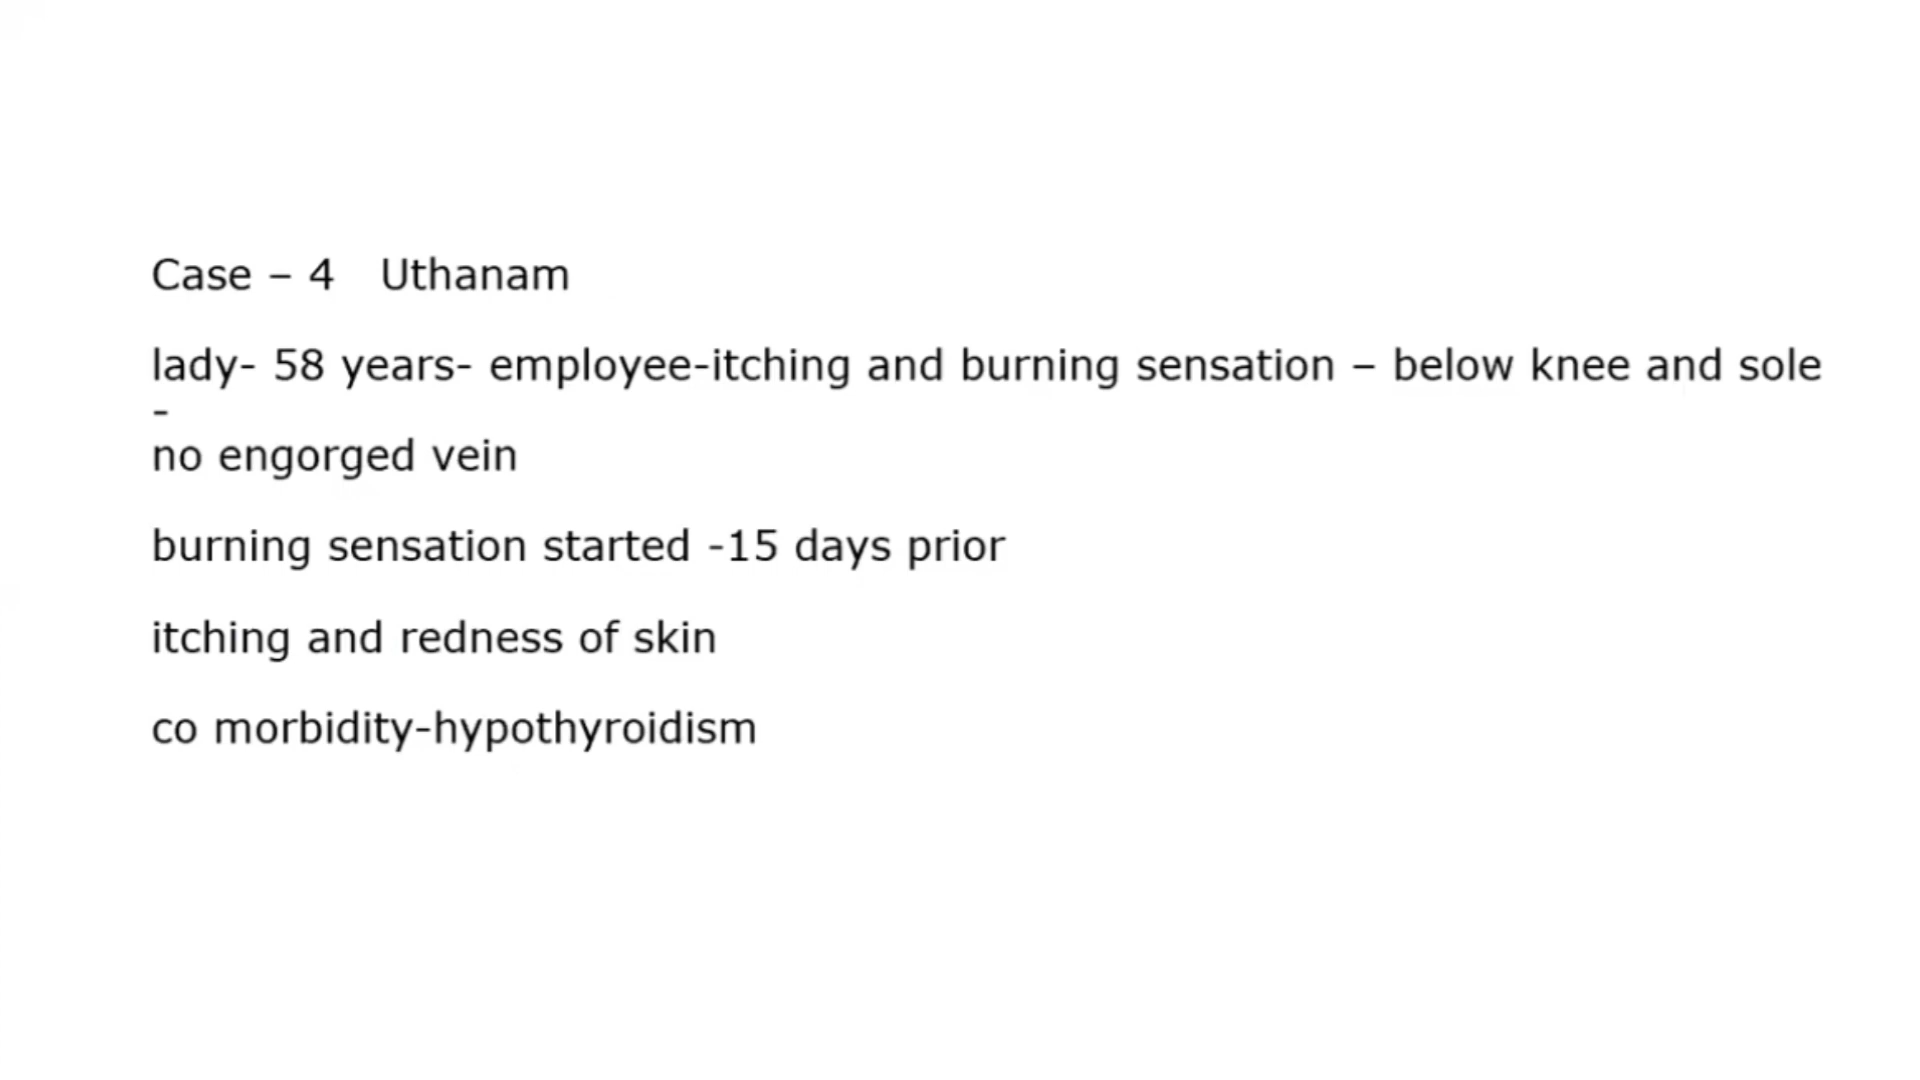 Case – 4   Uthanam
lady- 58 years- employee-itching and burning sensation – below knee and sole
-
no engorged vein
burning sensation started -15 days prior
itching and redness of skin
co morbidity-hypothyroidism